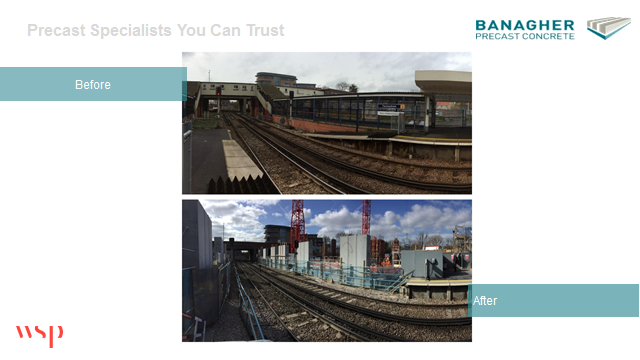 Precast Specialists You Can Trust
BANAGHER
PRECAST CONCRETE
Before
After
wsp